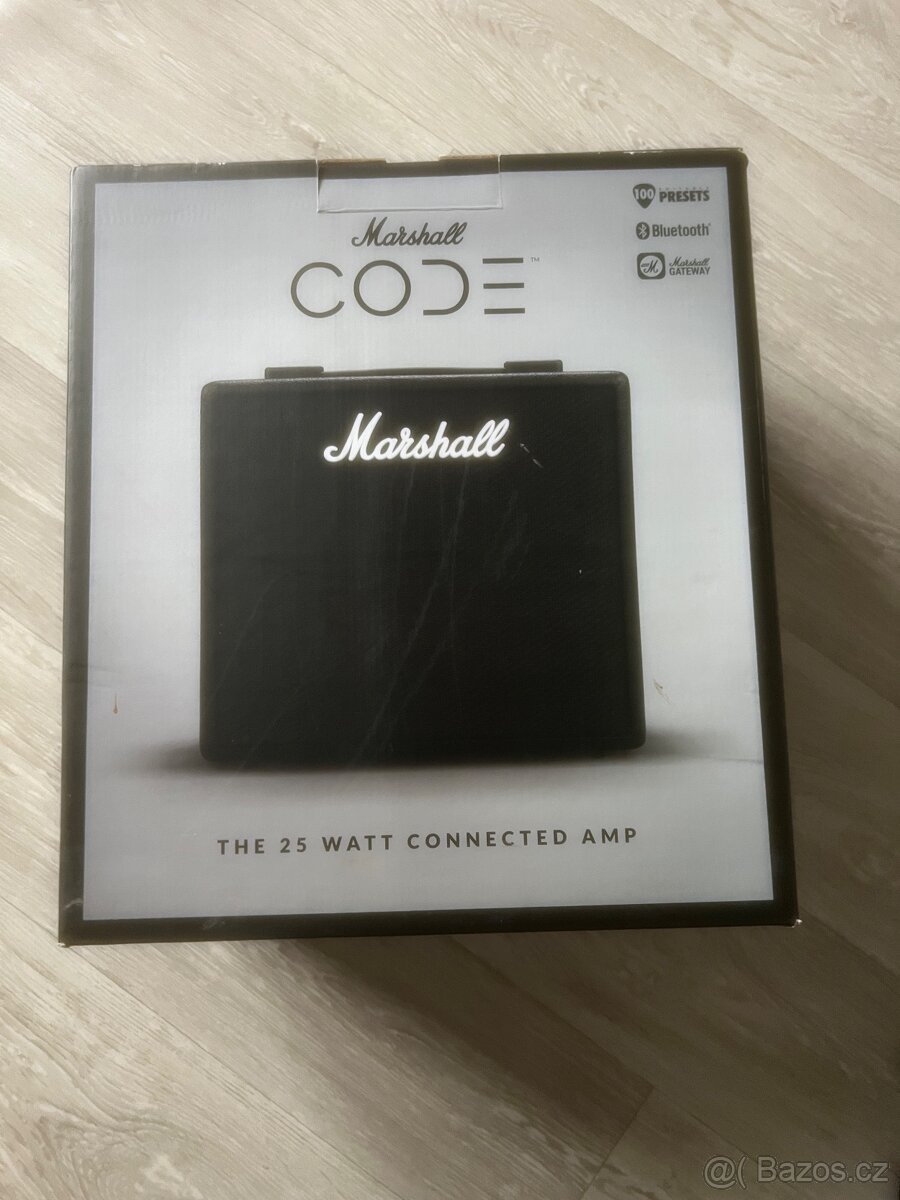 100 PRESETS
Marshall
CODE™
Bluetooth®
Marshall
GATEWAY
Marshall
THE 25 WATT CONNECTED AMP
@( Bazos.cz